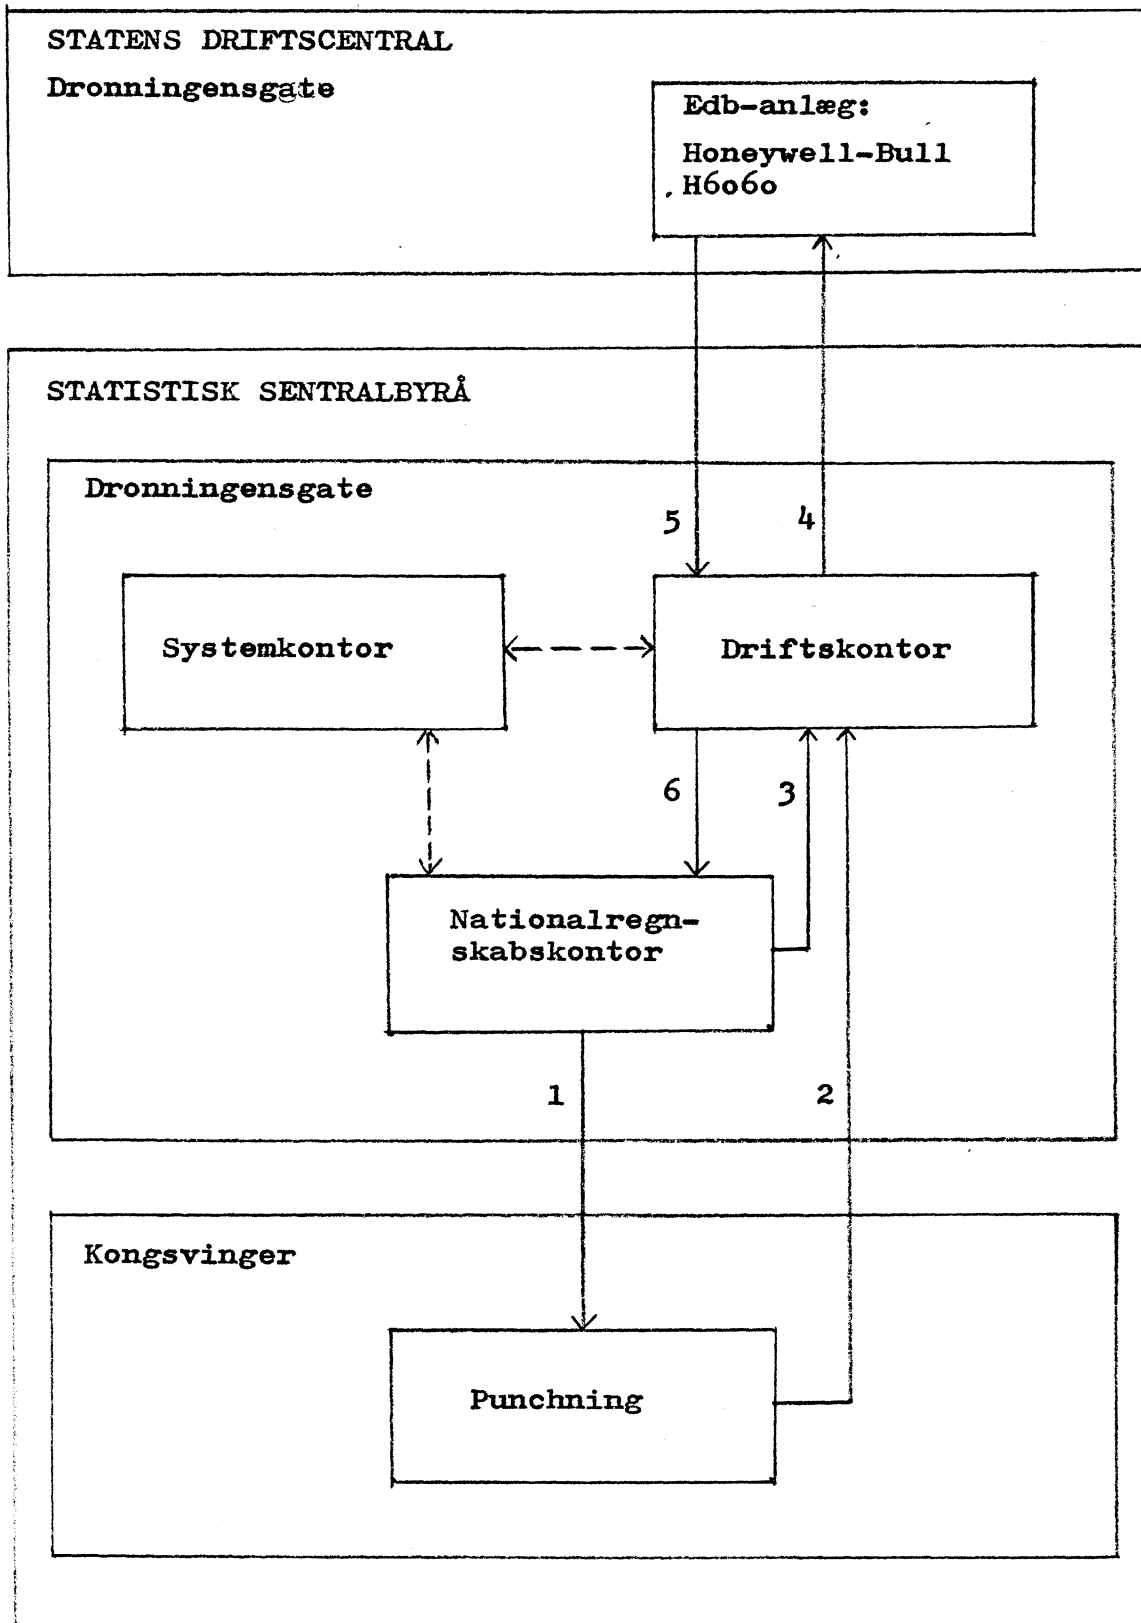 STATENS DRIFTSCENTRAL
Dronningensgate
Edb-anlæg:
Honeywell-Bull
H6o6o
STATISTISK SENTRALBYRÅ
Dronningensgate
5
4
Systemkontor
Driftskontor
6
3
Nationalregn-
skabskontor
1
2
Kongsvinger
Punchning